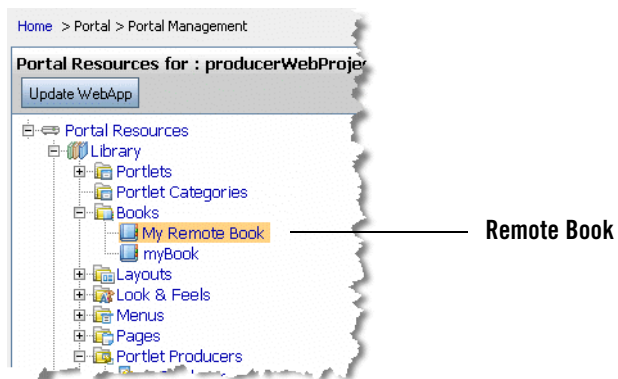 Home > Portal > Portal Management
Portal Resources for : producerWebProje
Update WebApp
Portal Resources
Library
Portlets
Portlet Categories
Books
My Remote Book
Remote Book
myBook
Layouts
Look & Feels
Menus
Pages
Portlet Producers